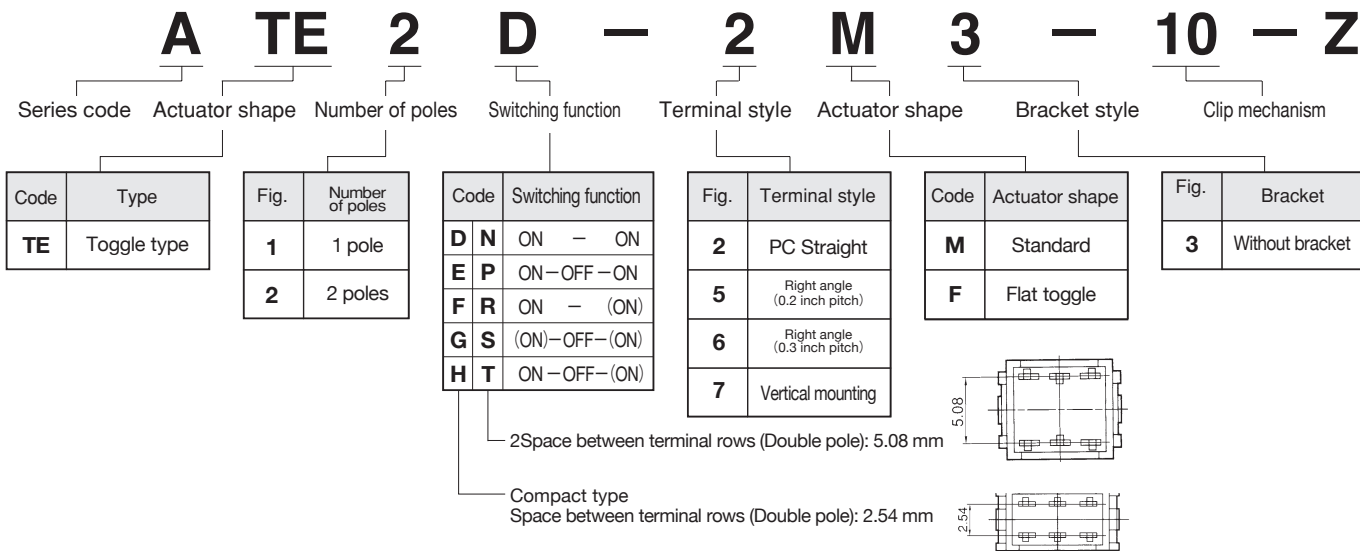 A TE 2 D − 2 M 3 − 10 − Z
Series code Actuator shape Number of poles Switching function Terminal style Actuator shape Bracket style Clip mechanism
Code Type
TE Toggle type
Fig. Number of poles
1 1 pole
2 2 poles
Code Switching function
D N ON − ON
E P ON−OFF−ON
F R ON − (ON)
G S (ON)−OFF−(ON)
H T ON−OFF−(ON)
Fig. Terminal style
2 PC Straight
5 Right angle (0.2 inch pitch)
6 Right angle (0.3 inch pitch)
7 Vertical mounting
Code Actuator shape
M Standard
F Flat toggle
Fig. Bracket
3 Without bracket
2Space between terminal rows (Double pole): 5.08 mm
5.08
Compact type
Space between terminal rows (Double pole): 2.54 mm
2.54